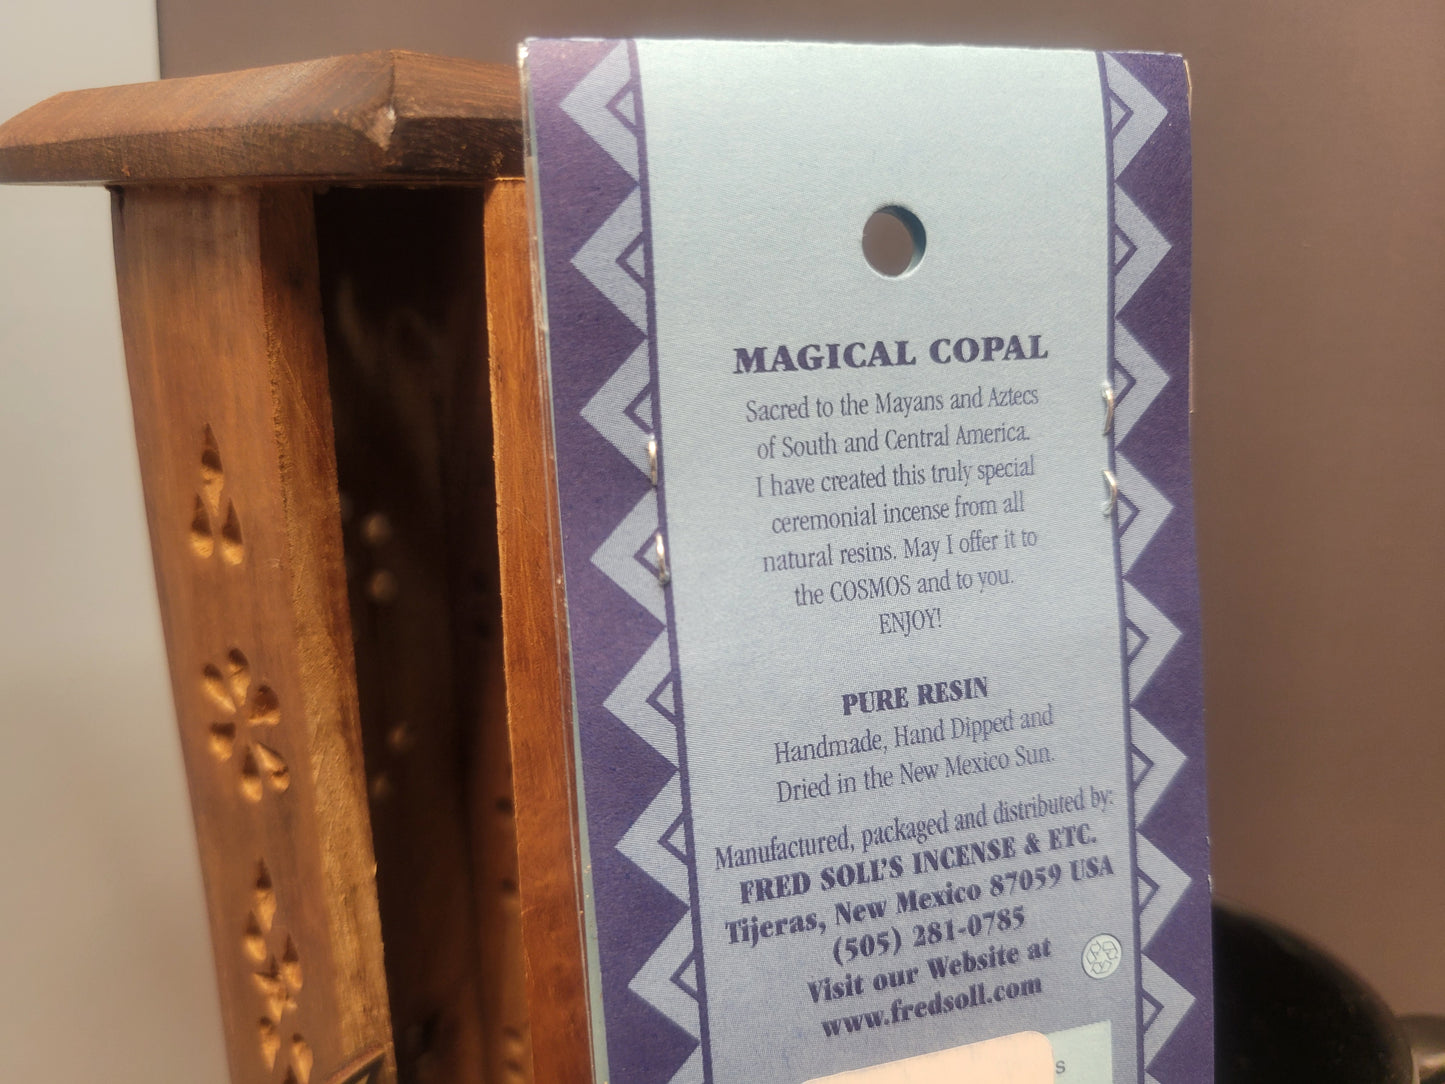 MAGICAL COPAL
Sacred to the Mayans and Aztecs
of South and Central America.
I have created this truly special
ceremonial incense from all
natural resins. May I offer it to
the COSMOS and to you.
ENJOY!
PURE RESIN
Handmade, Hand Dipped and
Dried in the New Mexico Sun.
Manufactured, packaged and distributed by:
FRED SOLL'S INCENSE & ETC.
Tijeras, New Mexico 87059 USA
(505) 281-0785
Visit our Website at
www.fredsoll.com
s